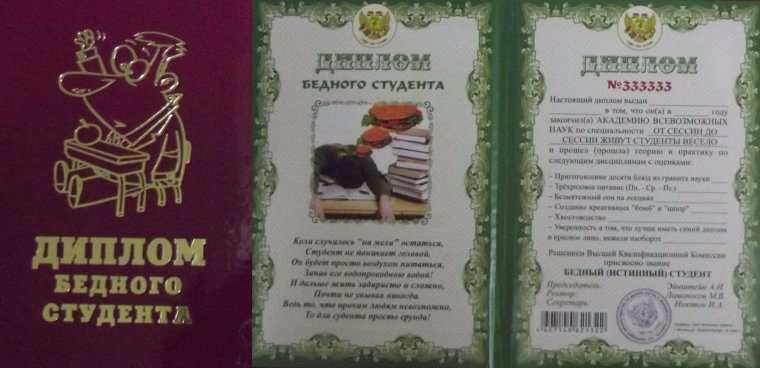 ДИПЛОМ
БЕДНОГО
СТУДЕНТА
ДИПЛОМ
БЕДНОГО СТУДЕНТА
Коли случилось "на мели" остаться,
Студент не поникает головой.
Он будет просто воздухом питаться,
Запив его водопроводною водой!
И дальше жить задиристо и сложно,
Почти не унывая никогда.
Ведь то, что прочим людям невозможно,
То для судента просто ерунда!
ДИПЛОМ
№333333
Настоящий диплом выдан
в том, что он(а) в году
закончил(а) АКАДЕМИЮ ВСЕВОЗМОЖНЫХ
НАУК по специальности ОТ СЕССИИ ДО
СЕССИИ ЖИВУТ СТУДЕНТЫ ВЕСЕЛО
и прошел (прошла) теорию и практику по
следующим дисциплинам с оценками:
– Приготовление десяти блюд из гранита науки
– Трёхразовое питание (Пн. - Ср. - Пт.)
– Безмятежный сон на лекциях
– Создание креативных "бомб" и "шпор"
– Хвостоводство
– Уверенность в том, что лучше иметь синий диплом
и красное лицо, нежели наоборот
Решением Высшей Квалификационной Комиссии
присвоено звание
БЕДНЫЙ (ИСТИННЫЙ) СТУДЕНТ
Председатель: Эйнштейн А.И.
Ректор: Ломоносов М.В.
Секретарь: Ньютон И.А.
4 607140 621322